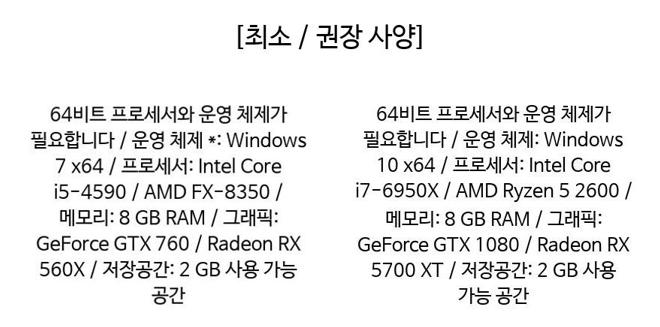 [최소 / 권장 사양]
64비트 프로세서와 운영 체제가
필요합니다 / 운영 체제 *: Windows
7 x64 / 프로세서: Intel Core
i5-4590 / AMD FX-8350 /
메모리: 8 GB RAM / 그래픽:
GeForce GTX 760 / Radeon RX
560X / 저장공간: 2 GB 사용 가능
공간
64비트 프로세서와 운영 체제가
필요합니다 / 운영 체제: Windows
10 x64 / 프로세서: Intel Core
i7-6950X / AMD Ryzen 5 2600 /
메모리: 8 GB RAM / 그래픽:
GeForce GTX 1080 / Radeon RX
5700 XT / 저장공간: 2 GB 사용
가능 공간